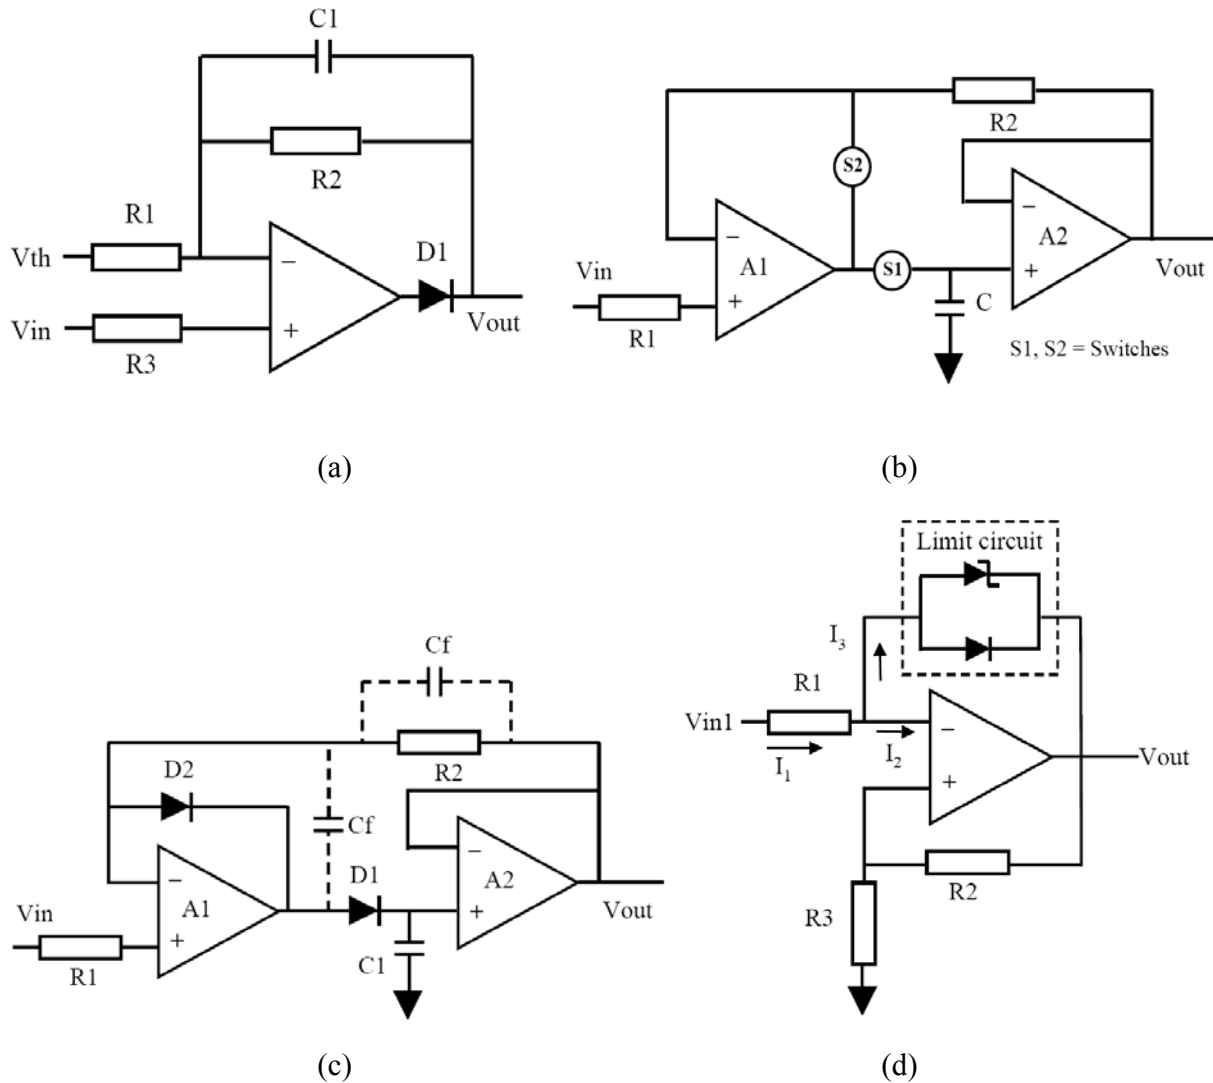 C1
R2
R1
Vth
−
D1
Vin
+
Vout
R3
(a)
R2
S2
−
−
A1
A2
Vin
S1
+
Vout
+
C
R1
S1, S2 = Switches
(b)
Cf
R2
D2
Cf
D1
−
−
A1
A2
Vin
+
Vout
+
R1
C1
(c)
Limit circuit
I3
R1
Vin1
−
I1
I2
Vout
+
R2
R3
(d)